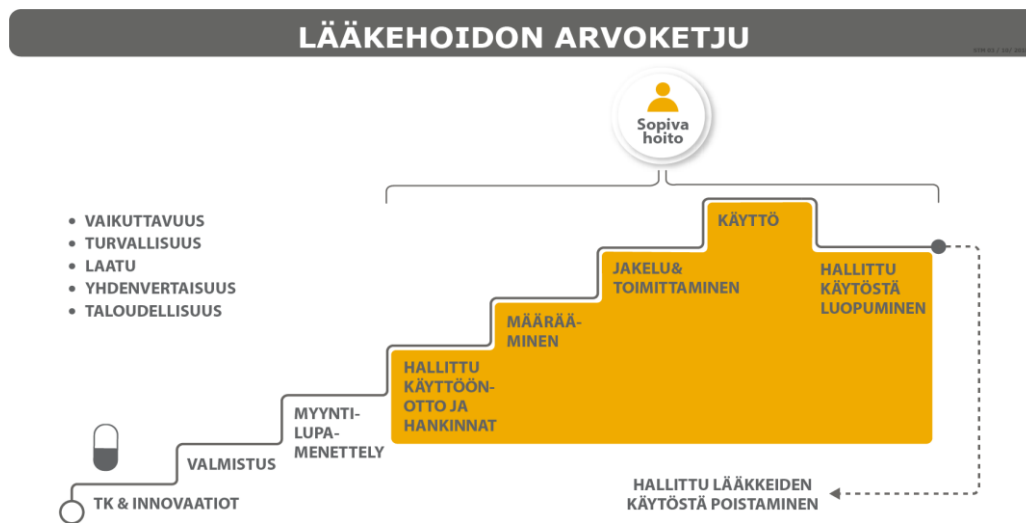 LÄÄKEHOIDON ARVOKETJU
Sopiva
hoito
• VAIKUTTAVUUS
• TURVALLISUUS
• LAATU
• YHDENVERTAISUUS
• TALOUDELLISUUS
KÄYTTÖ
JAKELU&
TOIMITTAMINEN
HALLITTU
KÄYTÖSTÄ
LUOPUMINEN
MÄÄRÄÄ-
MINEN
HALLITTU
KÄYTTÖÖN-
OTTO JA
HANKINNAT
MYYNTI-
LUPA-
MENETTELY
VALMISTUS
TK & INNOVAATIOT
HALLITTU LÄÄKKEIDEN
KÄYTÖSTÄ POISTAMINEN